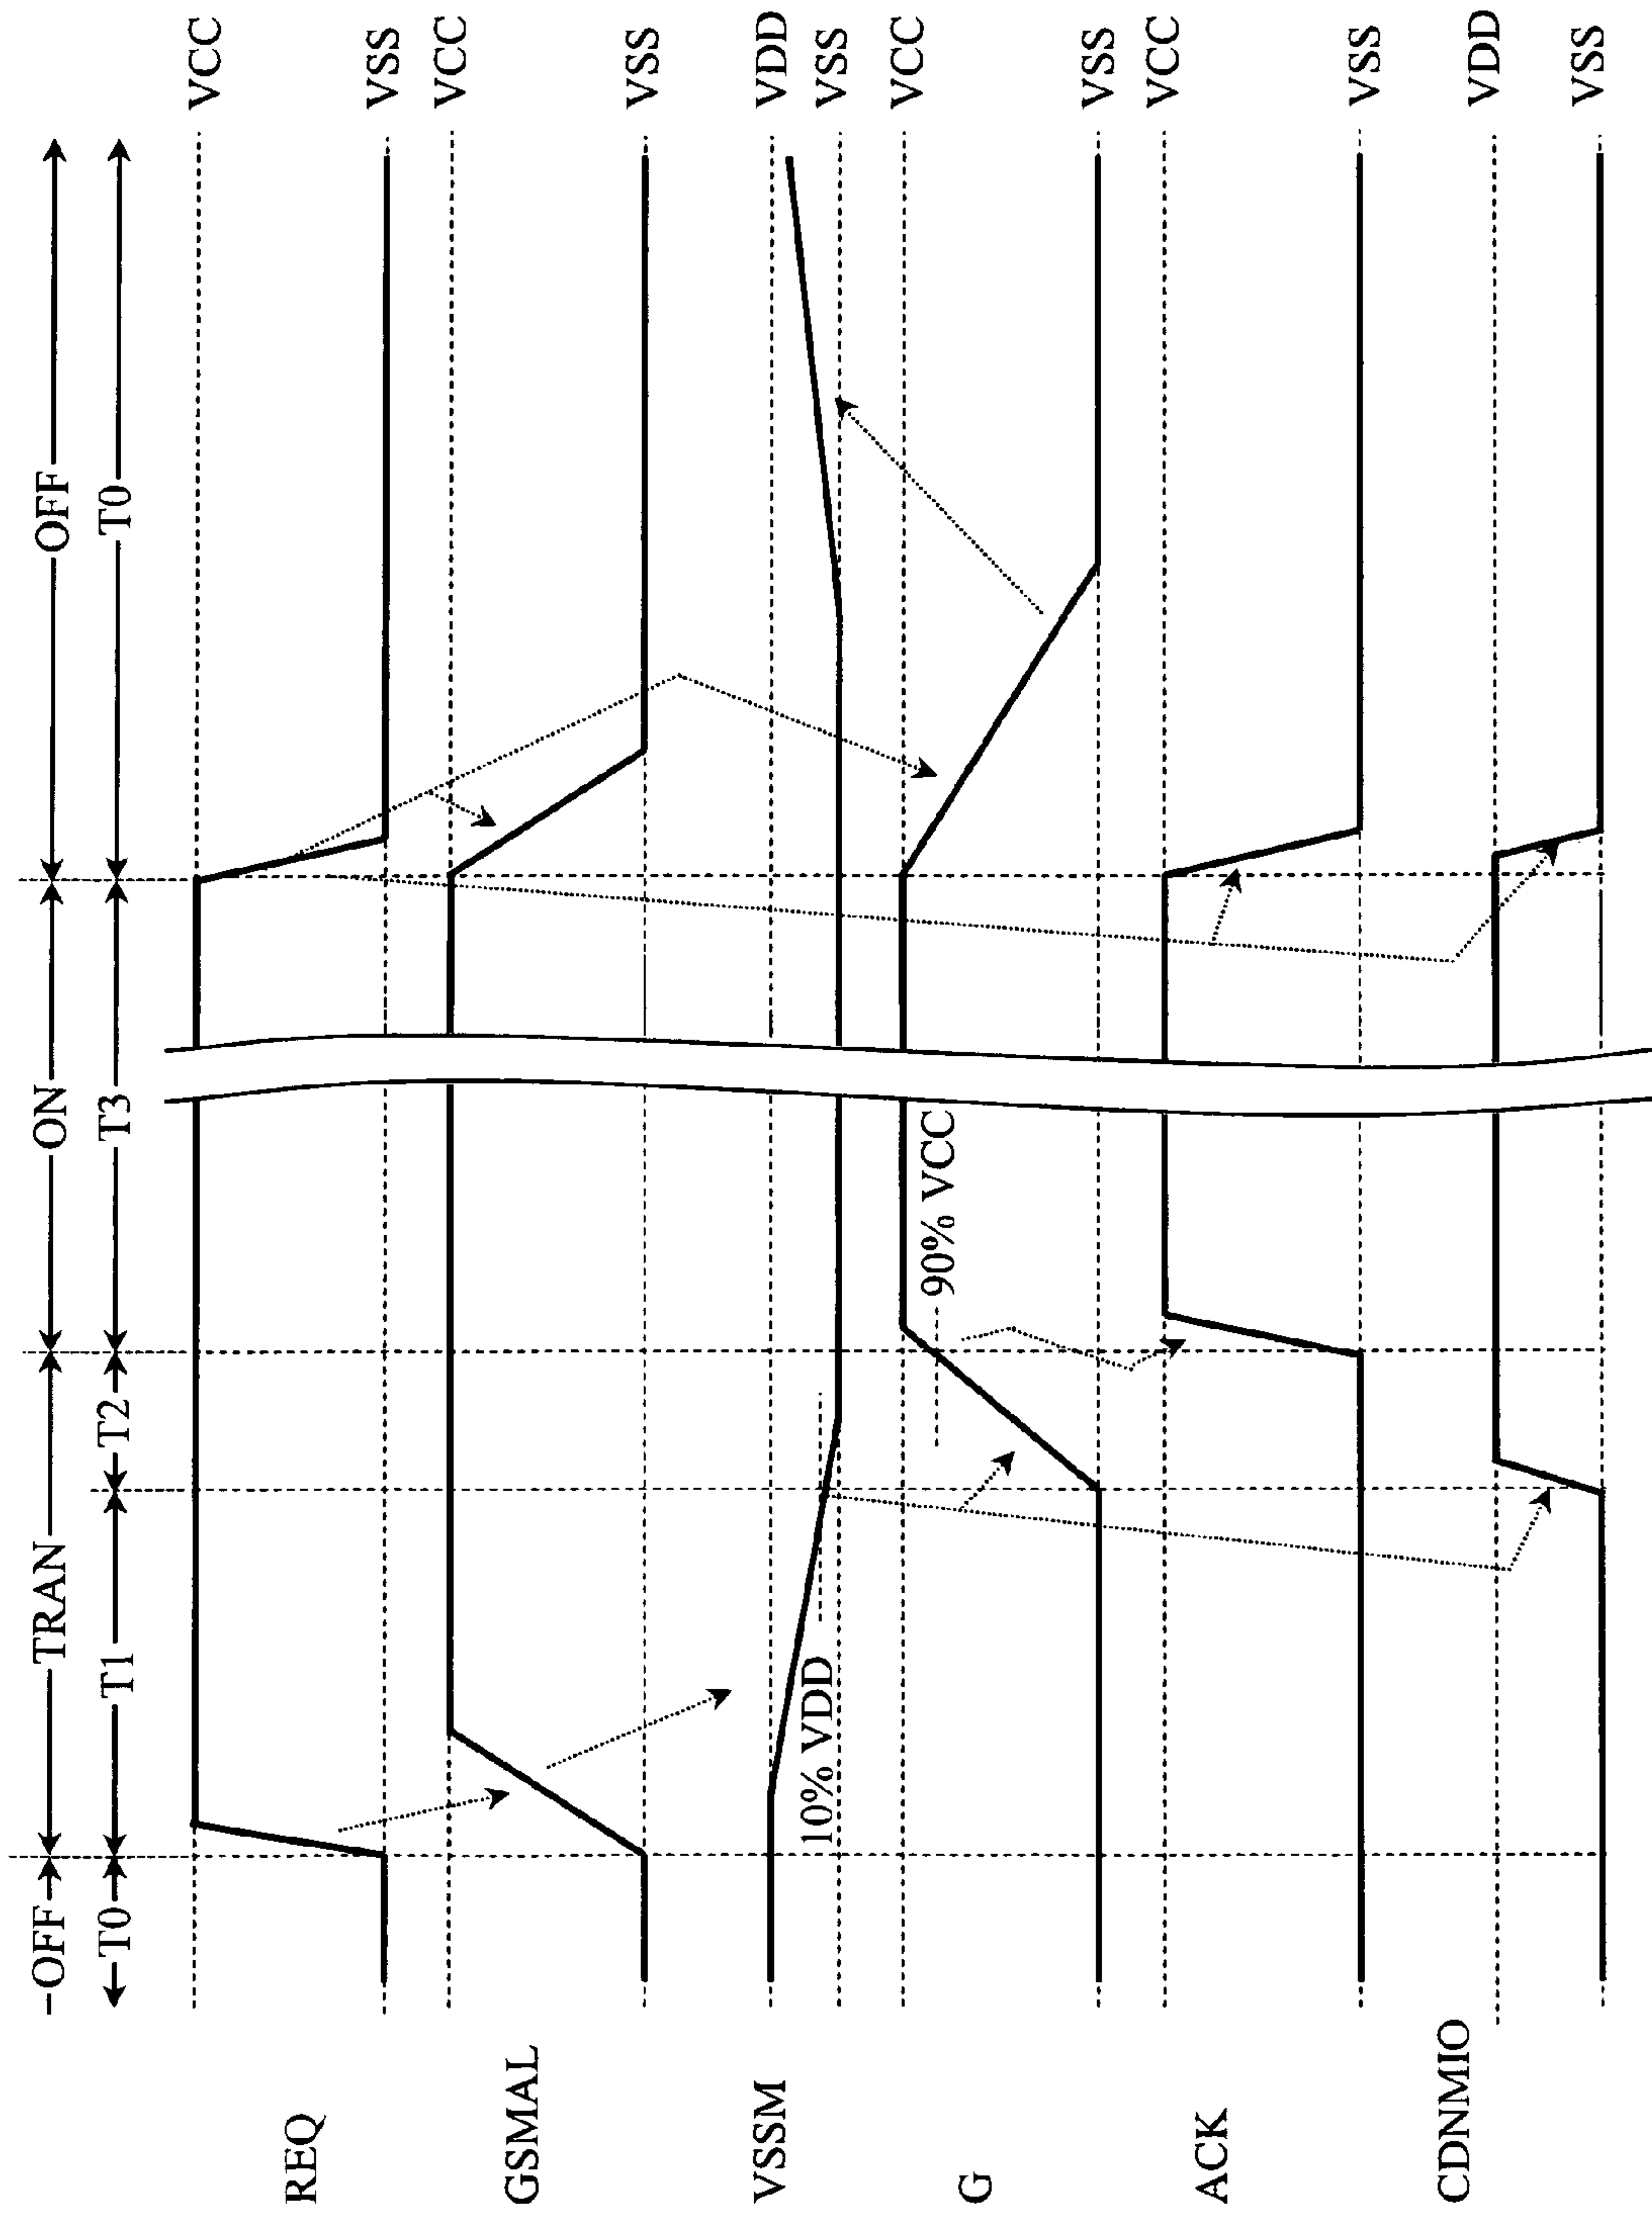 OFF TRAN ON OFF
T0 T1 T2 T3 T0
REQ VCC
VSS
GSMAL VCC
VSS
VSSM VDD
10% VDD VSS
G VCC
90% VCC
VSS
ACK VCC
VSS
CDNMIO VDD
VSS